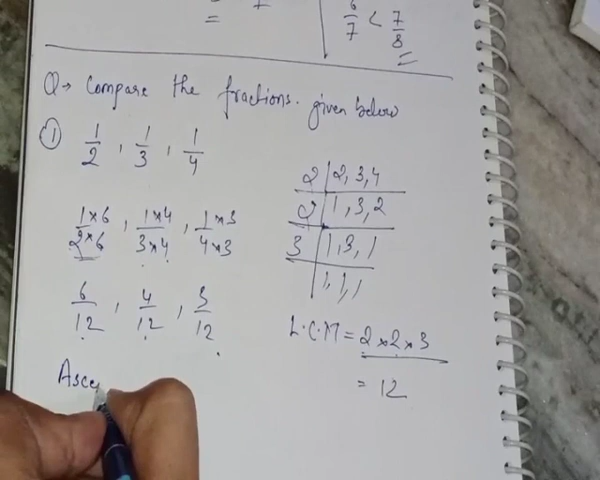 =
6/7 < 7/8
Q→ Compare the fractions. given below
① 1/2 , 1/3 , 1/4
1×6/2×6 , 1×4/3×4 , 1×3/4×3
6/12 , 4/12 , 3/12
Asce
2 | 2, 3, 4
2 | 1, 3, 2
3 | 1, 3, 1
| 1, 1, 1
L.C.M = 2×2×3
= 12